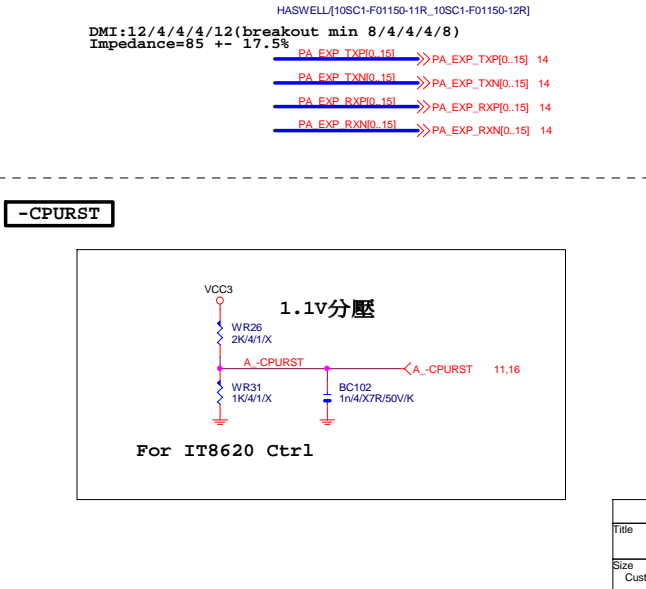 HASWELL/[10SC1-F01150-11R_10SC1-F01150-12R]
DMI:12/4/4/4/12(breakout min 8/4/4/4/8)
Impedance=85 +- 17.5%
PA_EXP_TXP[0..15] PA_EXP_TXP[0..15] 14
PA_EXP_TXN[0..15] PA_EXP_TXN[0..15] 14
PA_EXP_RXP[0..15] PA_EXP_RXP[0..15] 14
PA_EXP_RXN[0..15] PA_EXP_RXN[0..15] 14
-CPURST
VCC3
1.1V分壓
WR26
2K/4/1/X
A_-CPURST
A_-CPURST 11,16
WR31
1K/4/1/X
BC102
1n/4/X7R/50V/K
For IT8620 Ctrl
Title
Size
Cust